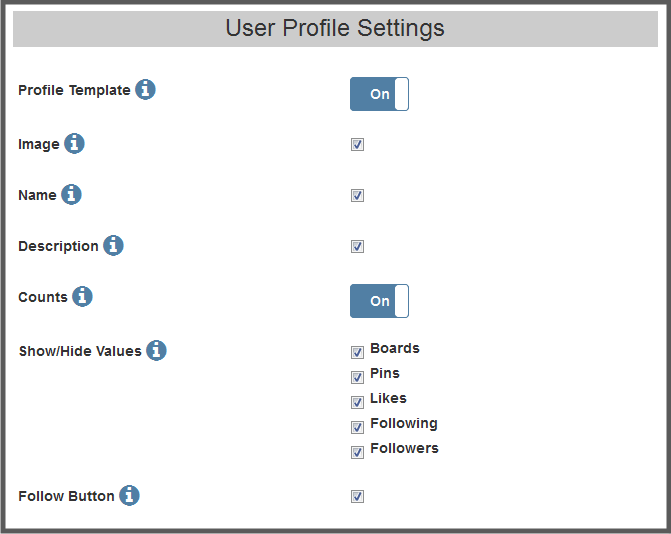 User Profile Settings
Profile Template
On
Image
Name
Description
Counts
On
Show/Hide Values
Boards
Pins
Likes
Following
Followers
Follow Button